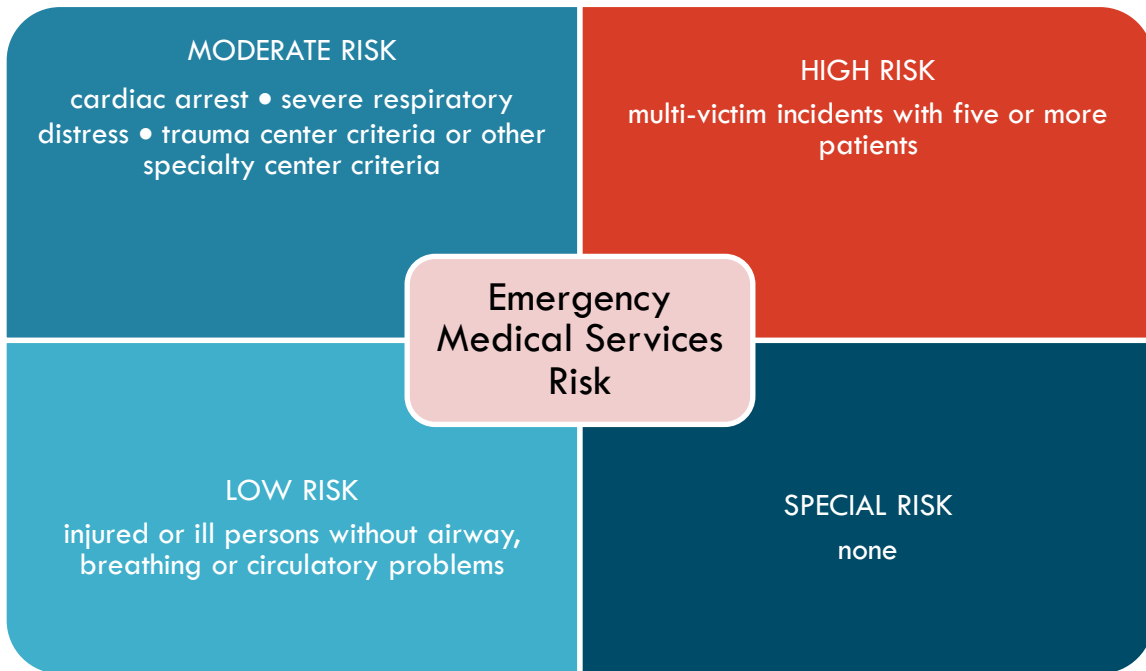 MODERATE RISK
cardiac arrest • severe respiratory
distress • trauma center criteria or other
specialty center criteria
HIGH RISK
multi-victim incidents with five or more
patients
Emergency
Medical Services
Risk
LOW RISK
injured or ill persons without airway,
breathing or circulatory problems
SPECIAL RISK
none